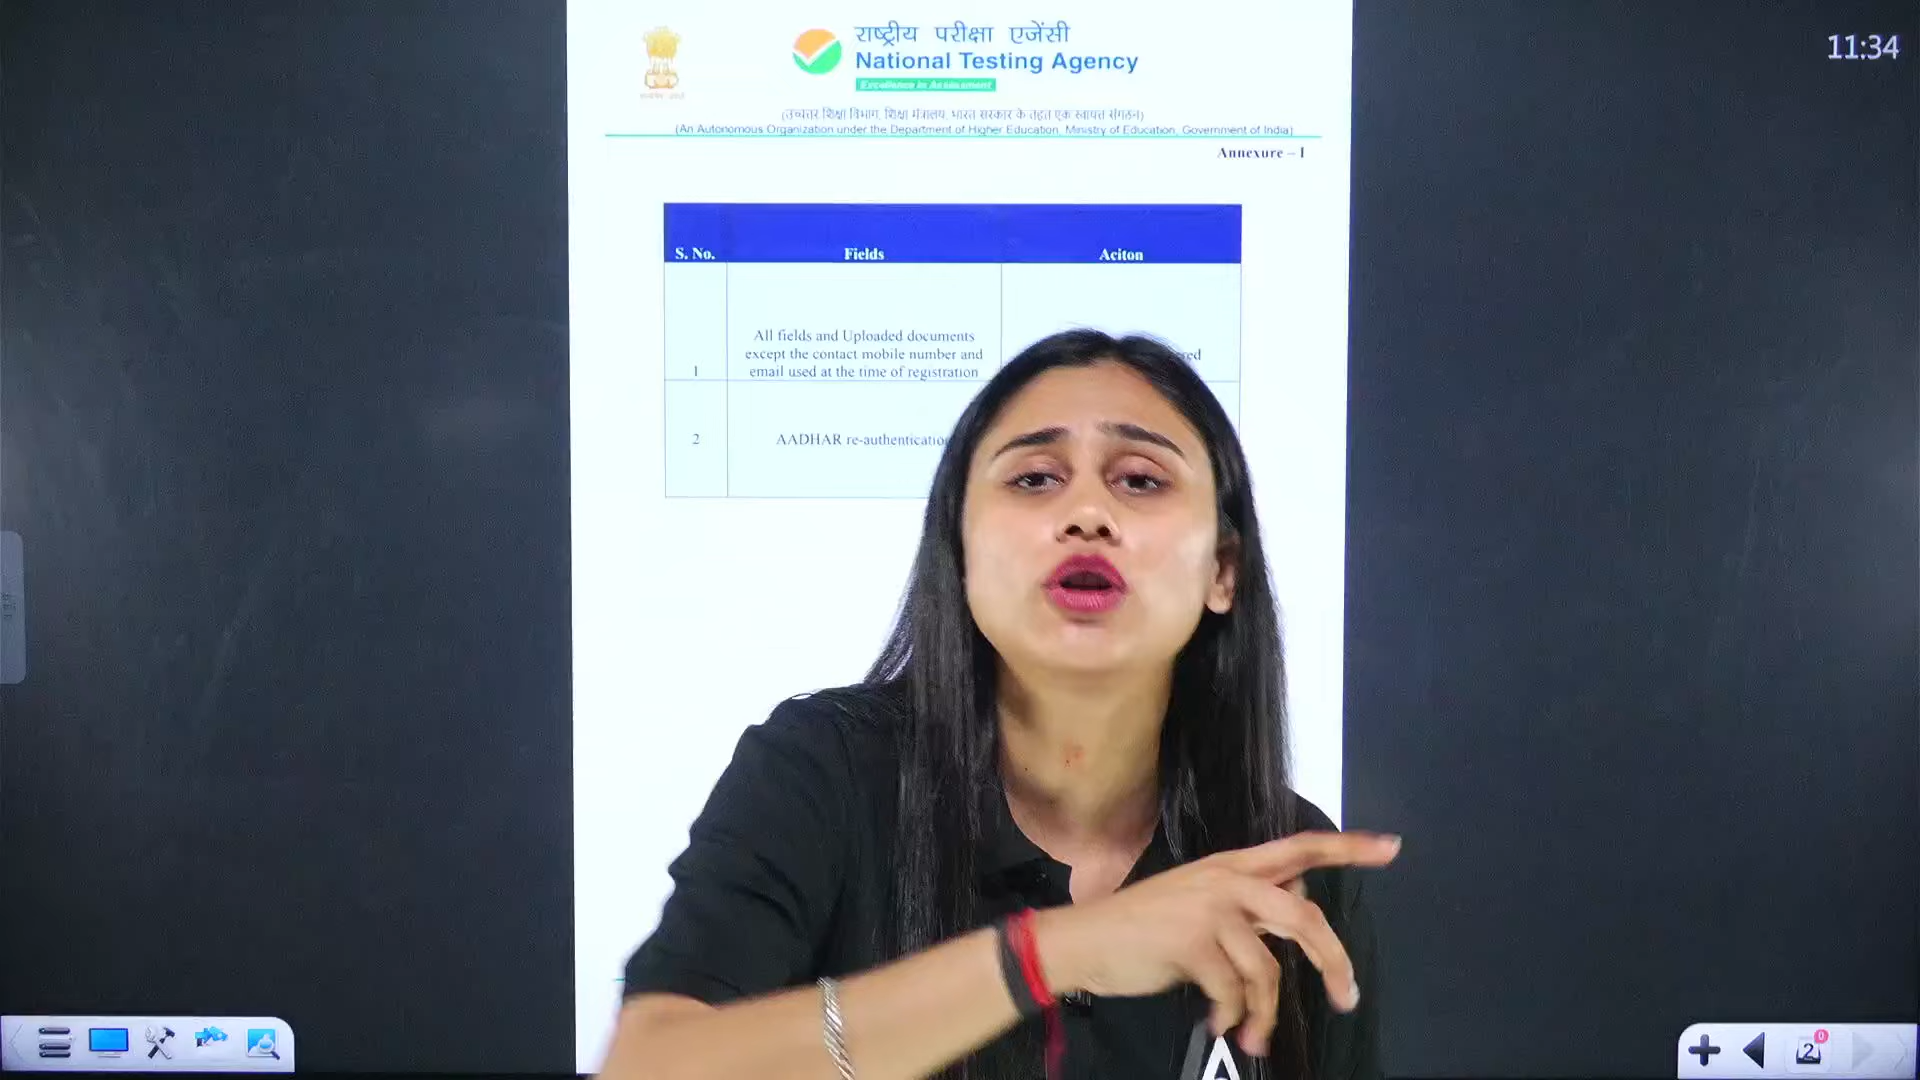 11:34
राष्ट्रीय परीक्षा एजेंसी
National Testing Agency
Excellence in Assessment
(उच्चतर शिक्षा विभाग, शिक्षा मंत्रालय, भारत सरकार के तहत एक स्वायत्त संगठन)
(An Autonomous Organization under the Department of Higher Education, Ministry of Education, Government of India)
Annexure – I
S. No. Fields Aciton
All fields and Uploaded documents
except the contact mobile number and
1 email used at the time of registration
2 AADHAR re-authentication
2
0